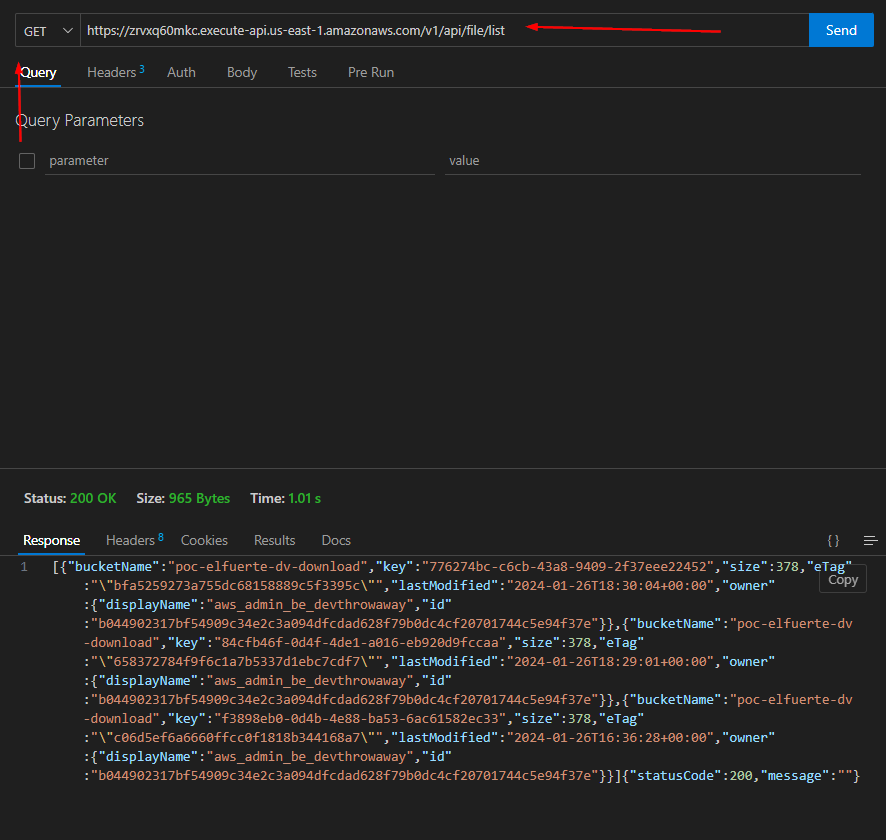 GET https://zrvxq60mkc.execute-api.us-east-1.amazonaws.com/v1/api/file/list Send
Query Headers 3 Auth Body Tests Pre Run
Query Parameters
parameter value
Status: 200 OK Size: 965 Bytes Time: 1.01 s
Response Headers 8 Cookies Results Docs { }
1 [{"bucketName":"poc-elfuerte-dv-download","key":"776274bc-c6cb-43a8-9409-2f37eee22452","size":378,"eTag"
:"\"bfa5259273a755dc68158889c5f3395c\"","lastModified":"2024-01-26T18:30:04+00:00","owner"
Copy
:{"displayName":"aws_admin_be_devthrowaway","id"
:"b044902317bf54909c34e2c3a094dfcdad628f79b0dc4cf20701744c5e94f37e"}},{"bucketName":"poc-elfuerte-dv
-download","key":"84cfb46f-0d4f-4de1-a016-eb920d9fccaa","size":378,"eTag"
:"\"658372784f9f6c1a7b5337d1ebc7cdf7\"","lastModified":"2024-01-26T18:29:01+00:00","owner"
:{"displayName":"aws_admin_be_devthrowaway","id"
:"b044902317bf54909c34e2c3a094dfcdad628f79b0dc4cf20701744c5e94f37e"}},{"bucketName":"poc-elfuerte-dv
-download","key":"f3898eb0-0d4b-4e88-ba53-6ac61582ec33","size":378,"eTag"
:"\"c06d5ef6a6660ffcc0f1818b344168a7\"","lastModified":"2024-01-26T16:36:28+00:00","owner"
:{"displayName":"aws_admin_be_devthrowaway","id"
:"b044902317bf54909c34e2c3a094dfcdad628f79b0dc4cf20701744c5e94f37e"}}]{"statusCode":200,"message":""}